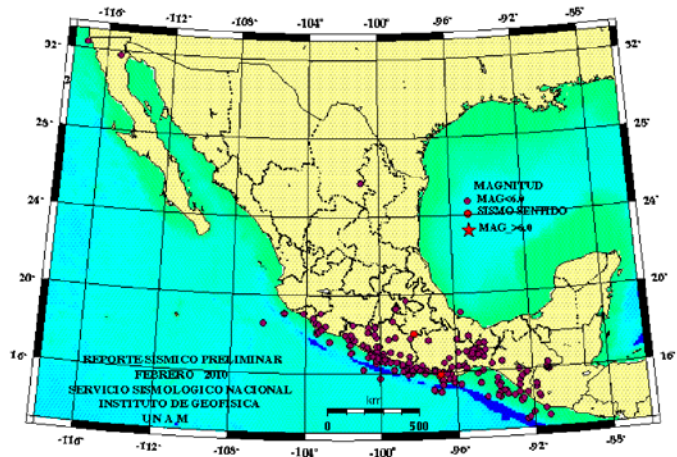 -116° -112° -108° -104° -100° -96° -92° -88°
32° 32°
28° 28°
24° 24°
20° 20°
16° 16°
MAGNITUD
MAG<6.0
SISMO SENTIDO
MAG_>6.0
REPORTE SISMICO PRELIMINAR
FEBRERO 2010
SERVICIO SISMOLOGICO NACIONAL
INSTITUTO DE GEOFISICA
U N A M
km
0 500
-116° -112° -108° -104° -100° -96° -92° -88°